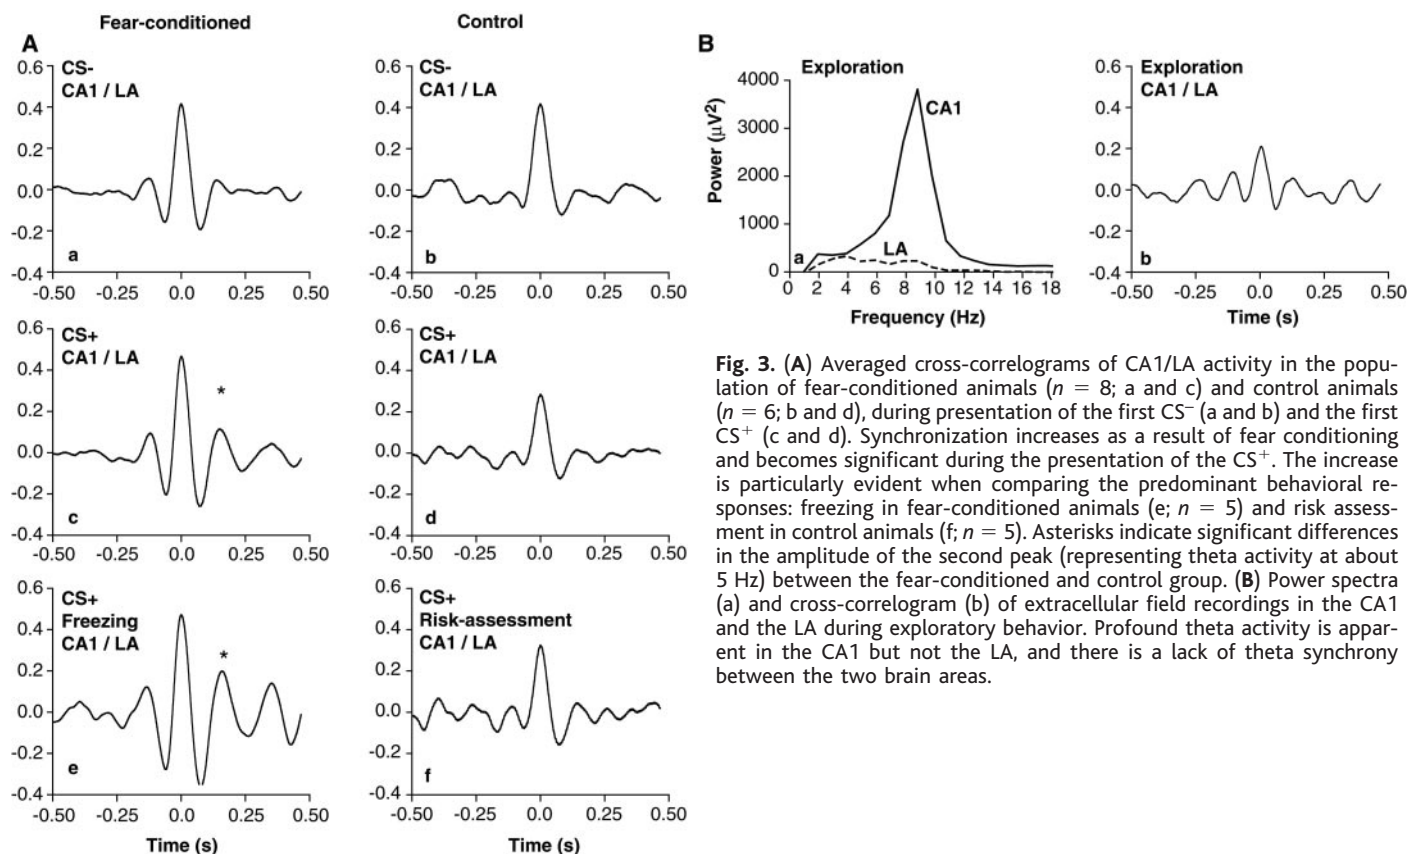 Fear-conditioned
Control
A
CS-
CA1 / LA
0.6
0.4
0.2
0.0
-0.2
-0.4
a
-0.50 -0.25 0.0 0.25 0.50
CS-
CA1 / LA
0.6
0.4
0.2
0.0
-0.2
-0.4
b
-0.50 -0.25 0.0 0.25 0.50
CS+
CA1 / LA
*
0.6
0.4
0.2
0.0
-0.2
-0.4
c
-0.50 -0.25 0.0 0.25 0.50
CS+
CA1 / LA
0.6
0.4
0.2
0.0
-0.2
-0.4
d
-0.50 -0.25 0.0 0.25 0.50
CS+
Freezing
CA1 / LA
*
0.6
0.4
0.2
0.0
-0.2
-0.4
e
-0.50 -0.25 0.0 0.25 0.50
Time (s)
CS+
Risk-assessment
CA1 / LA
0.6
0.4
0.2
0.0
-0.2
-0.4
f
-0.50 -0.25 0.0 0.25 0.50
Time (s)
B
Exploration
CA1
LA
Power (µV²)
4000
3000
2000
1000
0
a
0 2 4 6 8 10 12 14 16 18
Frequency (Hz)
Exploration
CA1 / LA
0.6
0.4
0.2
0.0
-0.2
-0.4
b
-0.50 -0.25 0.0 0.25 0.50
Time (s)
Fig. 3. (A) Averaged cross-correlograms of CA1/LA activity in the popu-
lation of fear-conditioned animals (n = 8; a and c) and control animals
(n = 6; b and d), during presentation of the first CS⁻ (a and b) and the first
CS⁺ (c and d). Synchronization increases as a result of fear conditioning
and becomes significant during the presentation of the CS⁺. The increase
is particularly evident when comparing the predominant behavioral re-
sponses: freezing in fear-conditioned animals (e; n = 5) and risk assess-
ment in control animals (f; n = 5). Asterisks indicate significant differences
in the amplitude of the second peak (representing theta activity at about
5 Hz) between the fear-conditioned and control group. (B) Power spectra
(a) and cross-correlogram (b) of extracellular field recordings in the CA1
and the LA during exploratory behavior. Profound theta activity is appar-
ent in the CA1 but not the LA, and there is a lack of theta synchrony
between the two brain areas.